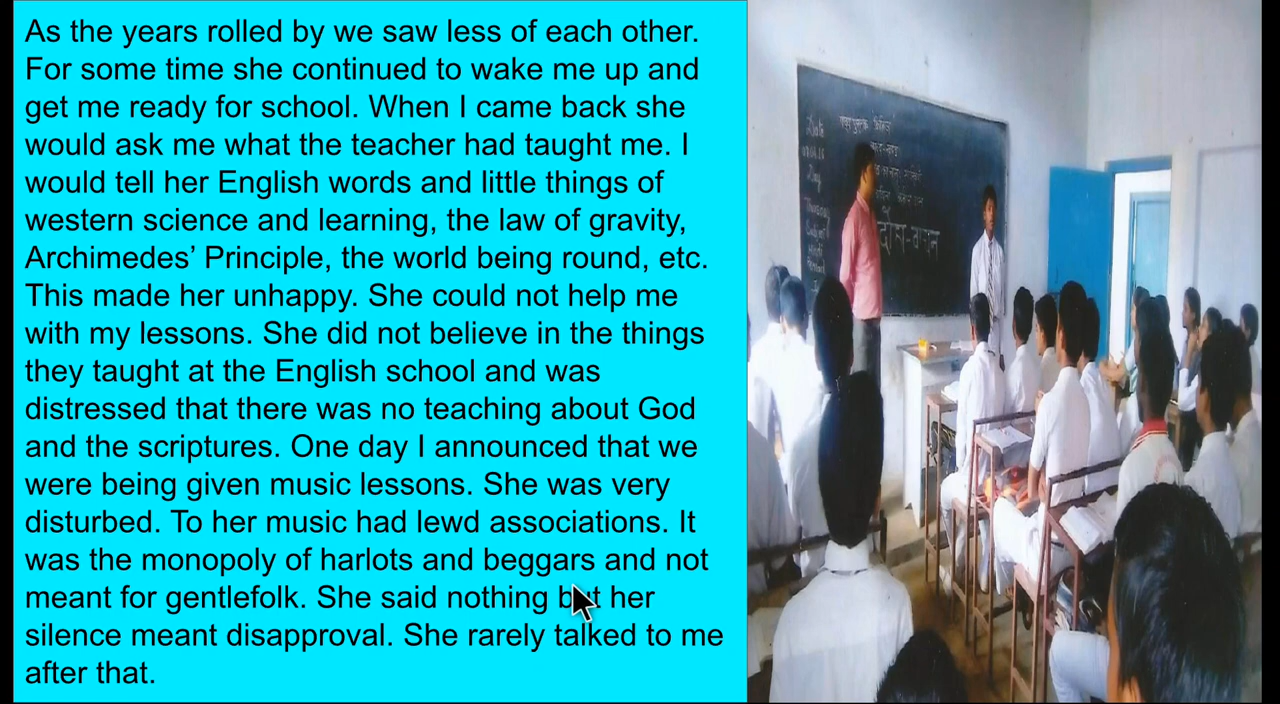 As the years rolled by we saw less of each other.
For some time she continued to wake me up and
get me ready for school. When I came back she
would ask me what the teacher had taught me. I
would tell her English words and little things of
western science and learning, the law of gravity,
Archimedes’ Principle, the world being round, etc.
This made her unhappy. She could not help me
with my lessons. She did not believe in the things
they taught at the English school and was
distressed that there was no teaching about God
and the scriptures. One day I announced that we
were being given music lessons. She was very
disturbed. To her music had lewd associations. It
was the monopoly of harlots and beggars and not
meant for gentlefolk. She said nothing but her
silence meant disapproval. She rarely talked to me
after that.
Date
Day
Thursday
Subject
Hindi